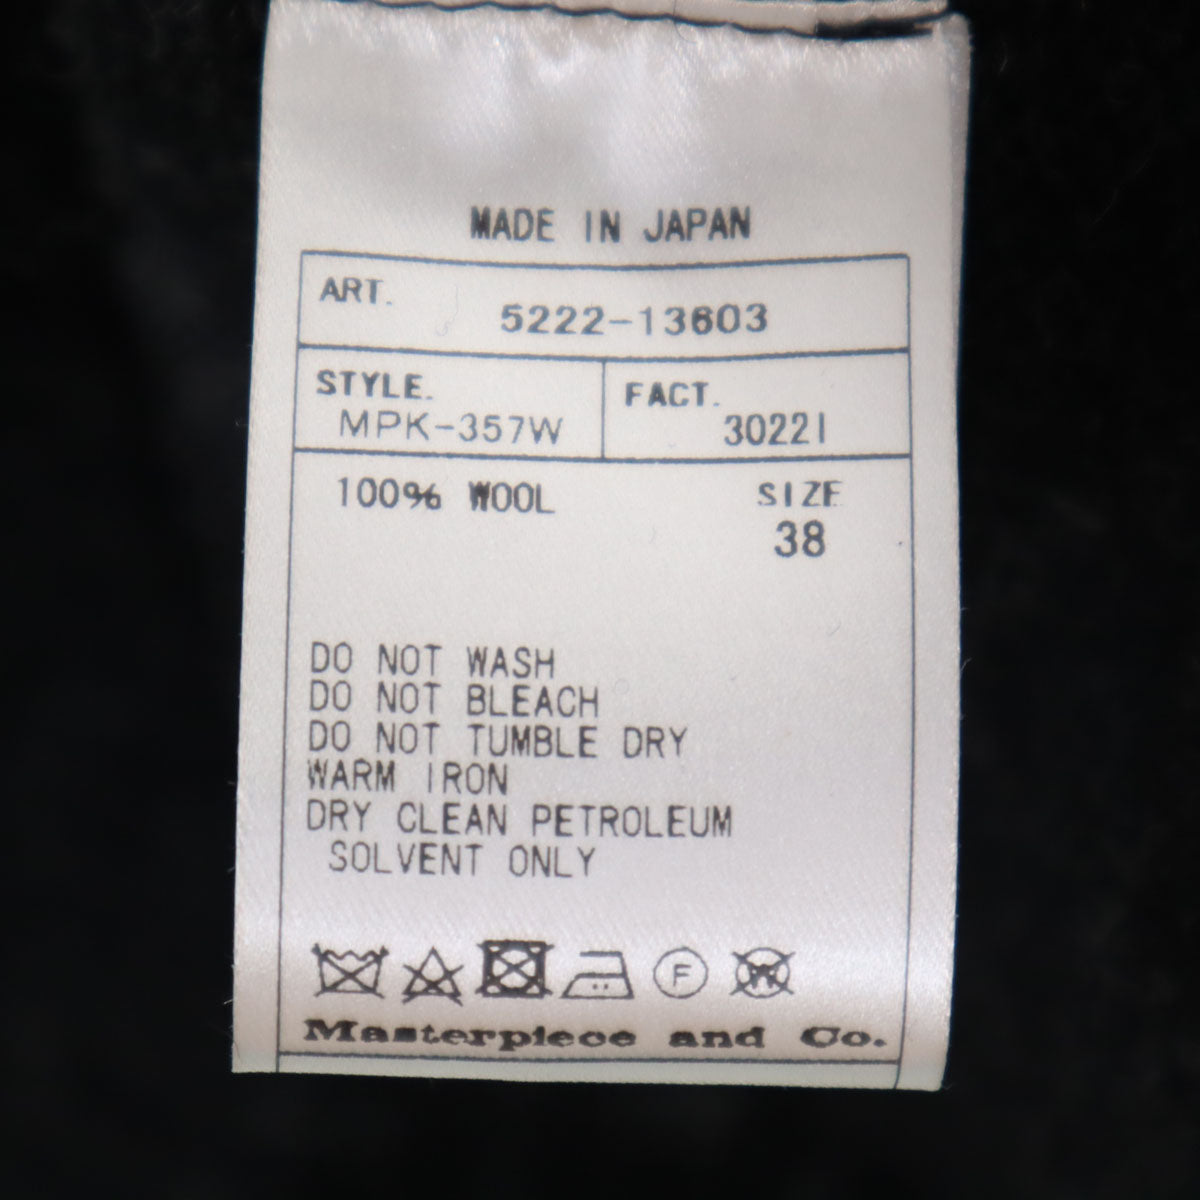 MADE IN JAPAN
ART.
5222-13603
STYLE.
MPK-357W
FACT.
30221
100% WOOL
SIZE
38
DO NOT WASH
DO NOT BLEACH
DO NOT TUMBLE DRY
WARM IRON
DRY CLEAN PETROLEUM
SOLVENT ONLY
F
W
Masterpiece and Co.